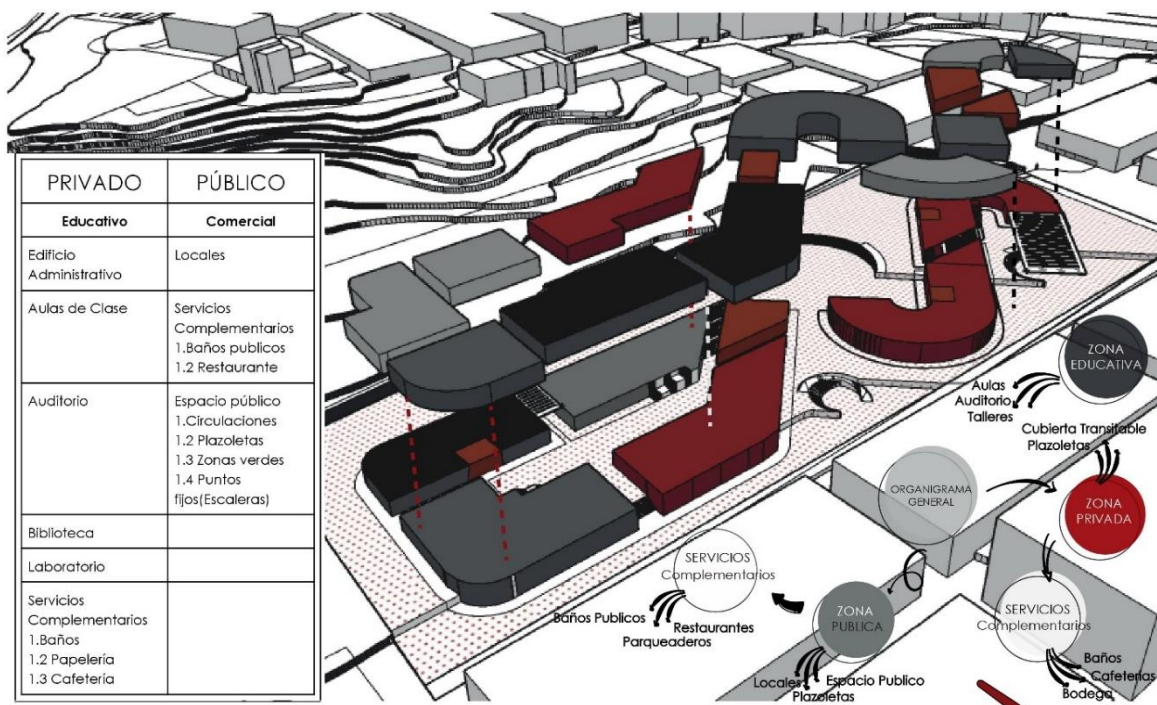 PRIVADO
PÚBLICO
Educativo
Comercial
Edificio
Administrativo
Locales
Aulas de Clase
Servicios
Complementarios
1.Baños publicos
1.2 Restaurante
Auditorio
Espacio público
1.Circulaciones
1.2 Plazoletas
1.3 Zonas verdes
1.4 Puntos
fijos(Escaleras)
Biblioteca
Laboratorio
Servicios
Complementarios
1.Baños
1.2 Papelería
1.3 Cafetería
ZONA
EDUCATIVA
Aulas
Auditorio
Talleres
Cubierta Transitable
Plazoletas
ORGANIGRAMA
GENERAL
ZONA
PRIVADA
SERVICIOS
Complementarios
Baños Publicos
Restaurantes
Parqueaderos
ZONA
PUBLICA
Locales
Espacio Publico
Plazoletas
SERVICIOS
Complementarios
Baños
Cafeterias
Bodega